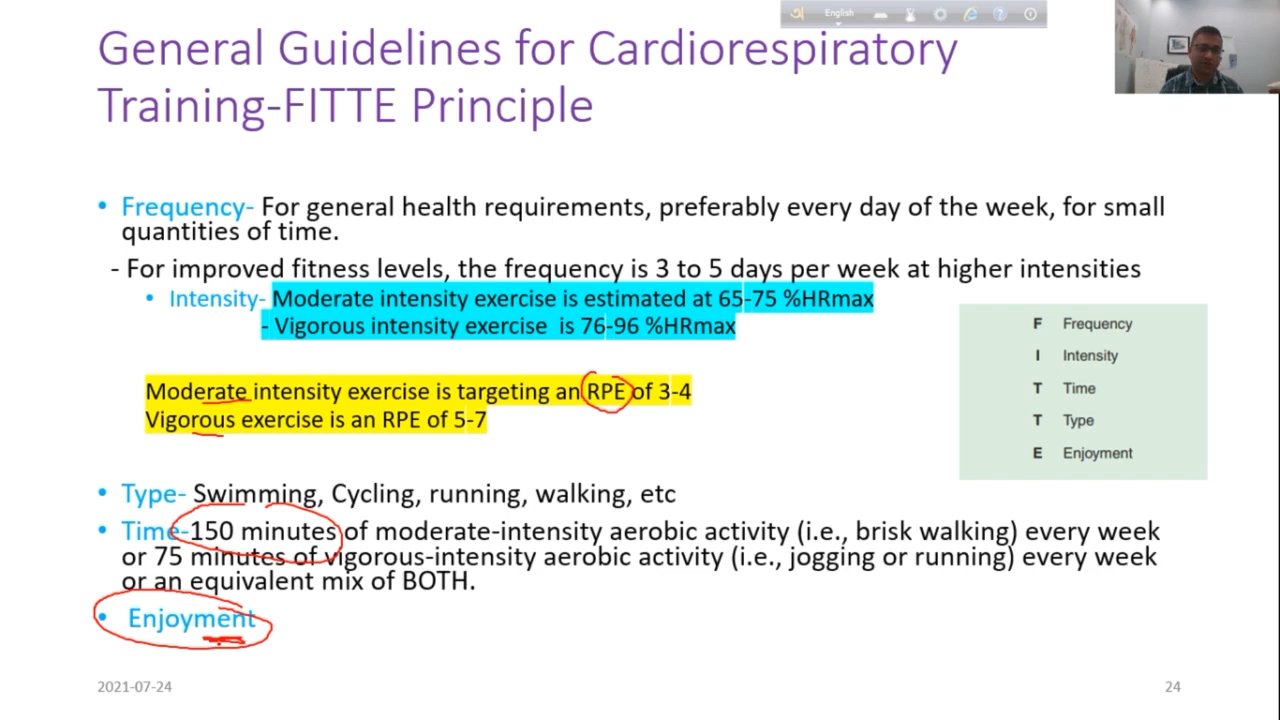 English
General Guidelines for Cardiorespiratory
Training-FITTE Principle
• Frequency- For general health requirements, preferably every day of the week, for small
quantities of time.
- For improved fitness levels, the frequency is 3 to 5 days per week at higher intensities
• Intensity- Moderate intensity exercise is estimated at 65-75 %HRmax
- Vigorous intensity exercise is 76-96 %HRmax
Moderate intensity exercise is targeting an RPE of 3-4
Vigorous exercise is an RPE of 5-7
F Frequency
I Intensity
T Time
T Type
E Enjoyment
• Type- Swimming, Cycling, running, walking, etc
• Time-150 minutes of moderate-intensity aerobic activity (i.e., brisk walking) every week
or 75 minutes of vigorous-intensity aerobic activity (i.e., jogging or running) every week
or an equivalent mix of BOTH.
• Enjoyment
2021-07-24
24